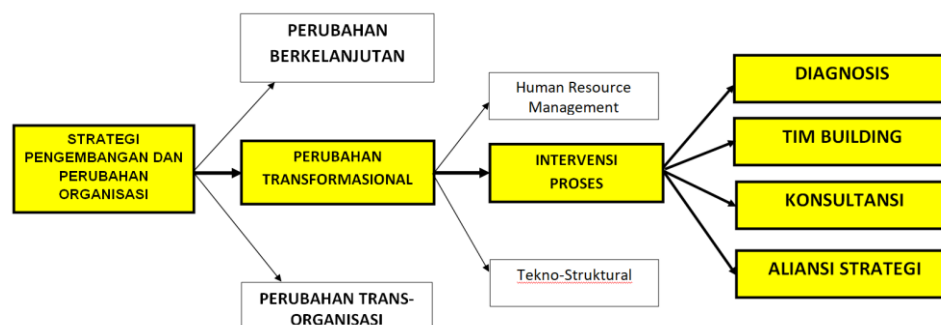 STRATEGI
PENGEMBANGAN DAN
PERUBAHAN
ORGANISASI
PERUBAHAN
BERKELANJUTAN
PERUBAHAN
TRANSFORMASIONAL
PERUBAHAN TRANS-
ORGANISASI
Human Resource
Management
INTERVENSI
PROSES
Tekno-Struktural
DIAGNOSIS
TIM BUILDING
KONSULTANSI
ALIANSI STRATEGI